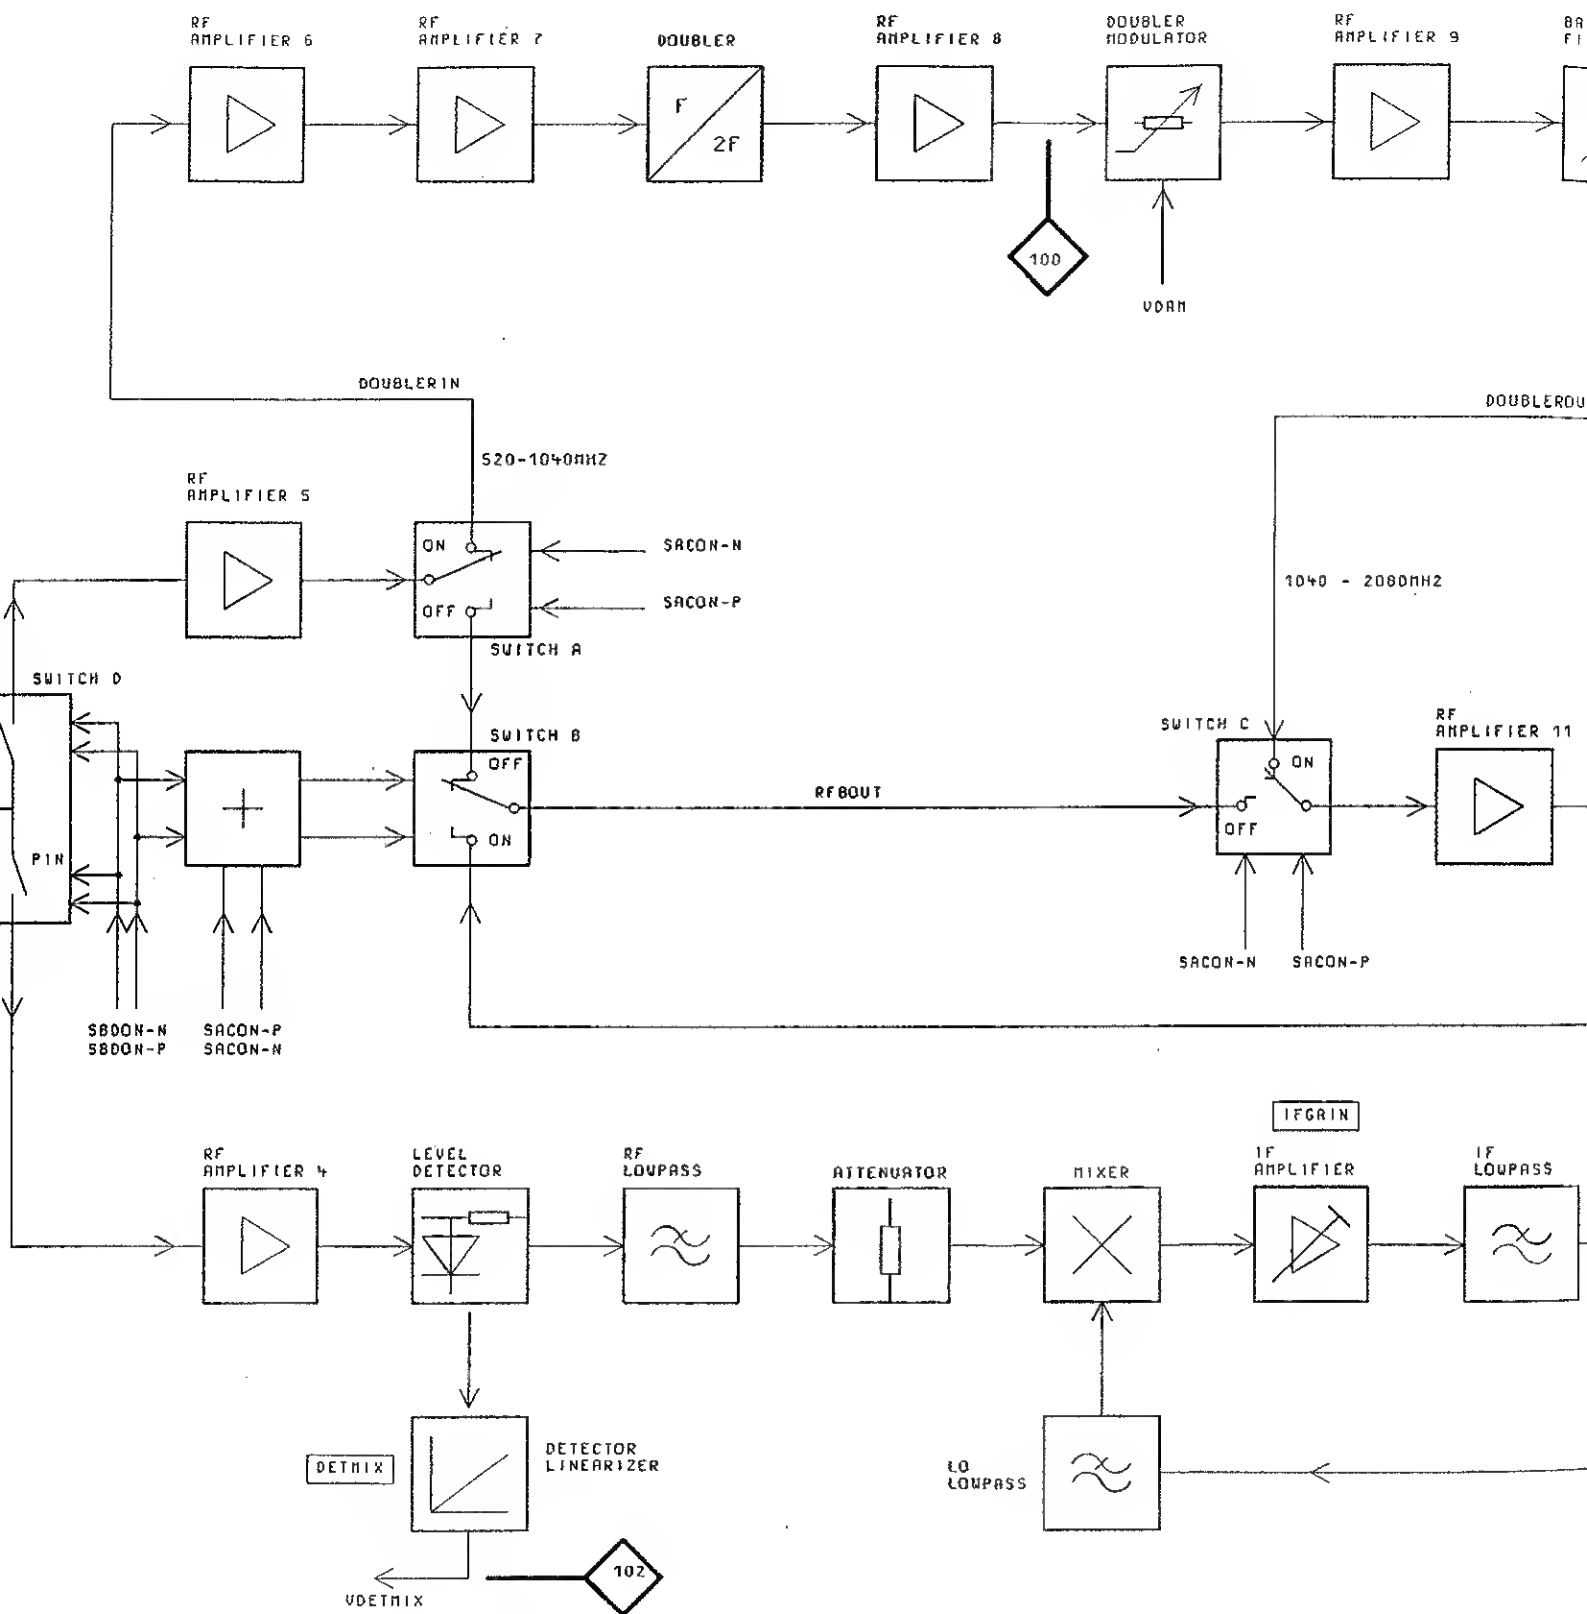 RF
AMPLIFIER 6
RF
AMPLIFIER 7
DOUBLER
RF
AMPLIFIER 8
DOUBLER
MODULATOR
RF
AMPLIFIER 9
BA
FI
F
2F
100
VDAM
DOUBLERIN
DOUBLEROU
520-1040MHZ
RF
AMPLIFIER 5
ON
OFF
SACON-N
SACON-P
SWITCH A
1040 - 2080MHZ
SWITCH D
PIN
SWITCH B
OFF
ON
RFBOUT
SWITCH C
ON
OFF
RF
AMPLIFIER 11
SACON-N
SACON-P
SBDON-N
SBDON-P
SACON-P
SACON-N
IFGAIN
RF
AMPLIFIER 4
LEVEL
DETECTOR
RF
LOWPASS
ATTENUATOR
MIXER
IF
AMPLIFIER
IF
LOWPASS
DETMIX
DETECTOR
LINEARIZER
LO
LOWPASS
102
VDETMIX